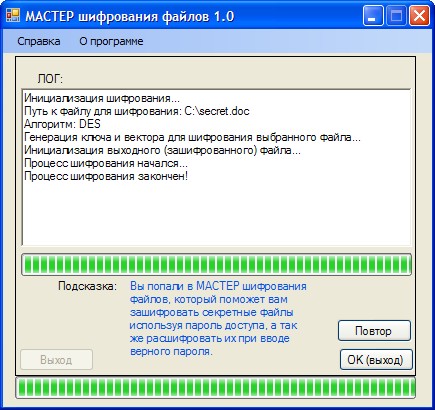 МАСТЕР шифрования файлов 1.0
Справка О программе
ЛОГ:
Инициализация шифрования...
Путь к файлу для шифрования: C:\secret.doc
Алгоритм: DES
Генерация ключа и вектора для шифрования выбранного файла...
Инициализация выходного (зашифрованного) файла...
Процесс шифрования начался...
Процесс шифрования закончен!
Подсказка: Вы попали в МАСТЕР шифрования
файлов, который поможет вам
зашифровать секретные файлы
используя пароль доступа, а так
же расшифровать их при вводе
верного пароля.
Повтор
Выход OK (выход)